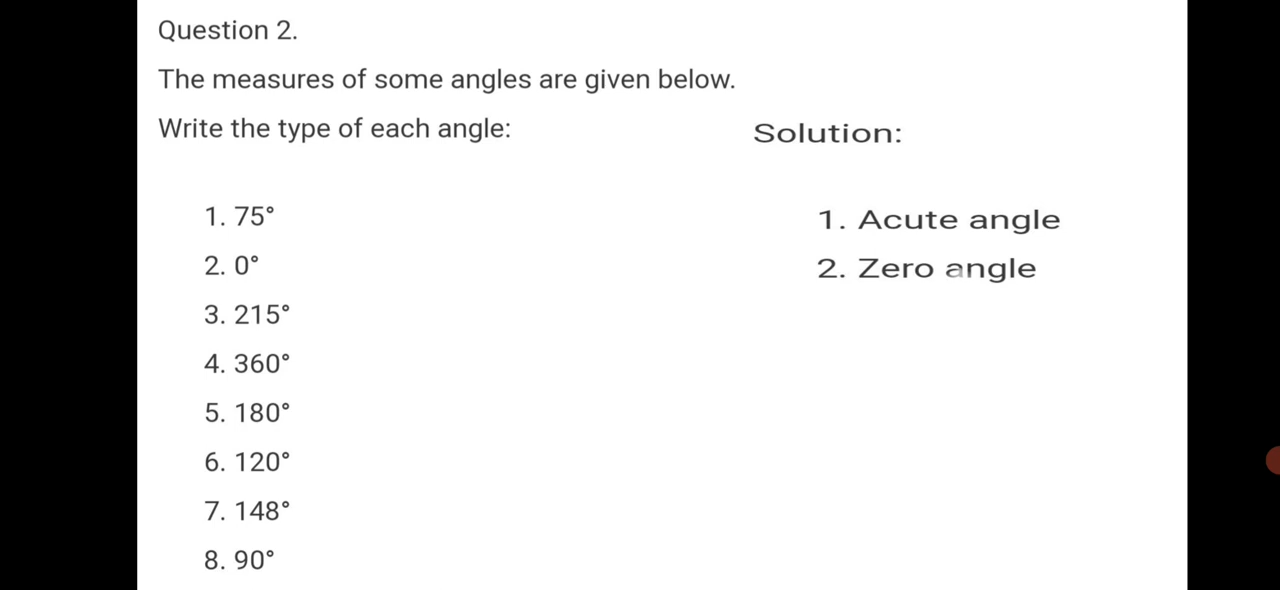 Question 2.
The measures of some angles are given below.
Write the type of each angle:
1. 75°
2. 0°
3. 215°
4. 360°
5. 180°
6. 120°
7. 148°
8. 90°
Solution:
1. Acute angle
2. Zero angle